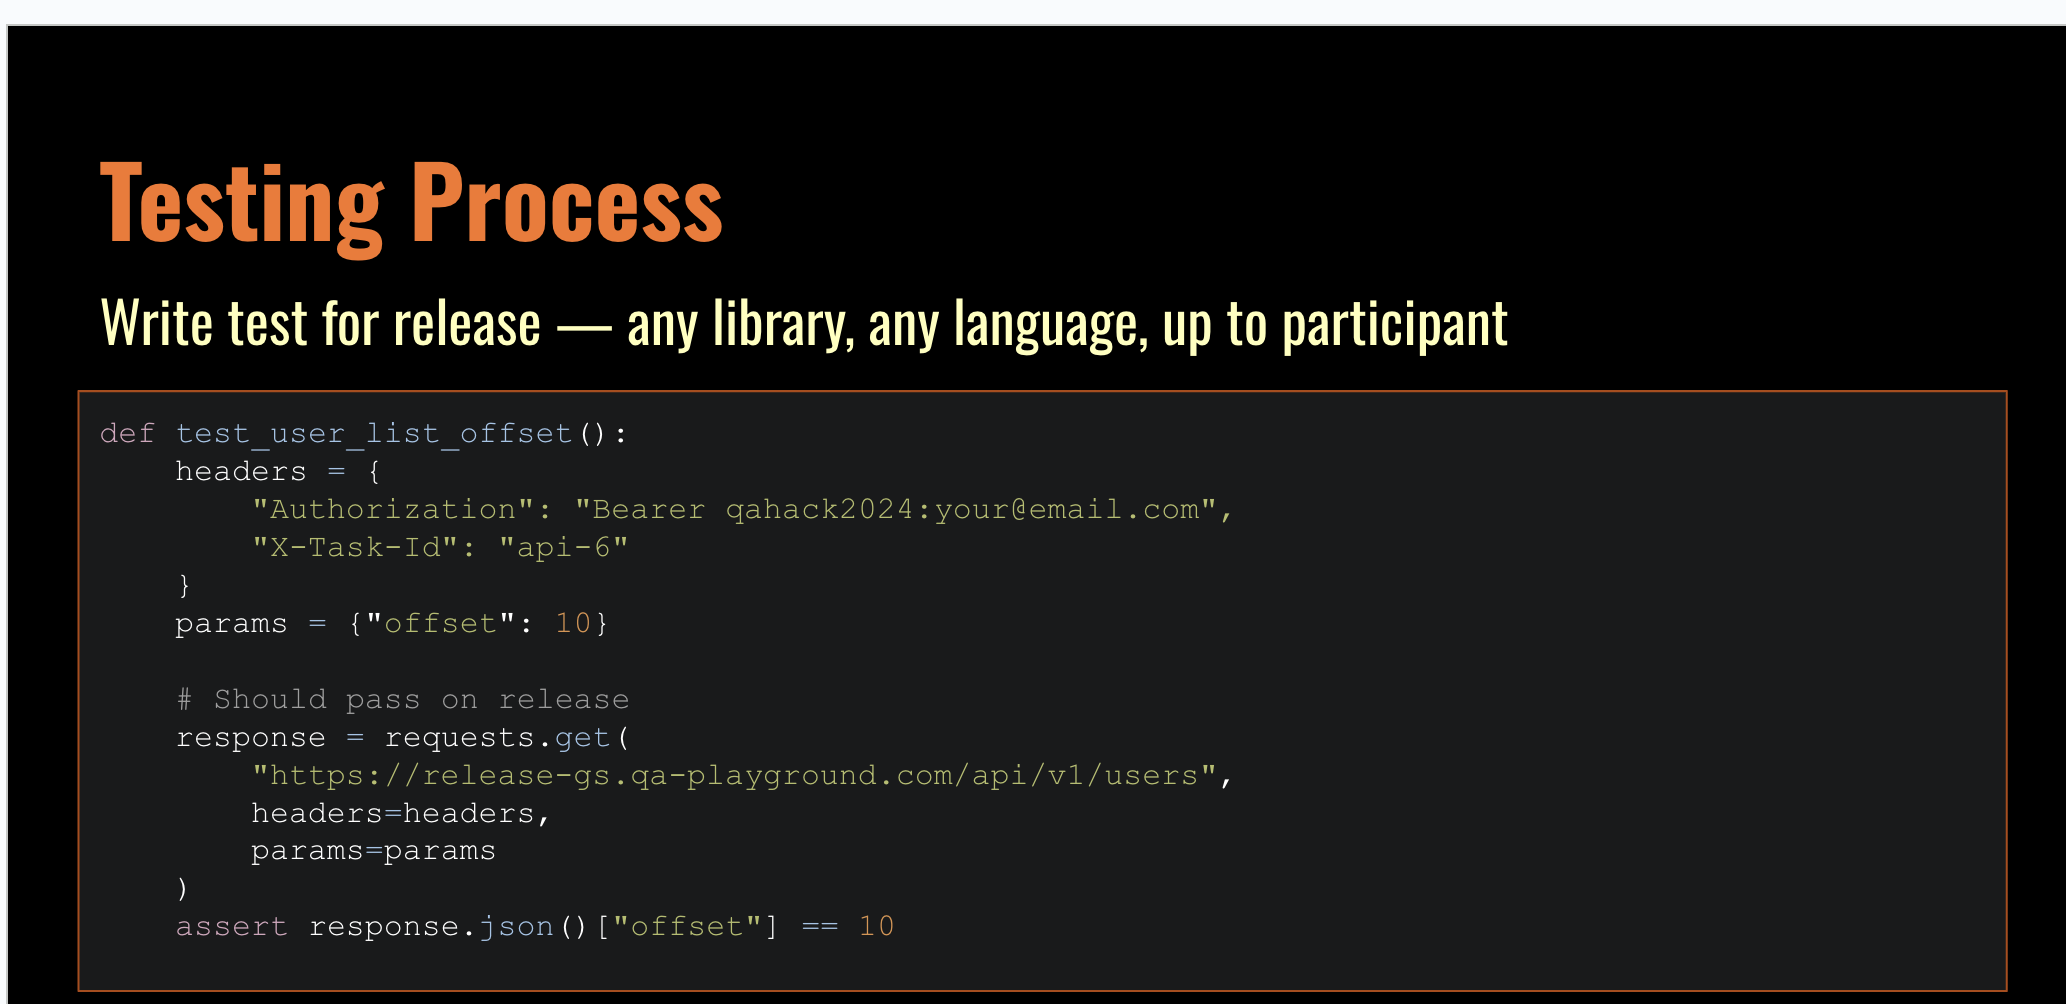 Testing Process
Write test for release — any library, any language, up to participant
def test_user_list_offset():
    headers = {
        "Authorization": "Bearer qahack2024:your@email.com",
        "X-Task-Id": "api-6"
    }
    params = {"offset": 10}

    # Should pass on release
    response = requests.get(
        "https://release-gs.qa-playground.com/api/v1/users",
        headers=headers,
        params=params
    )
    assert response.json()["offset"] == 10